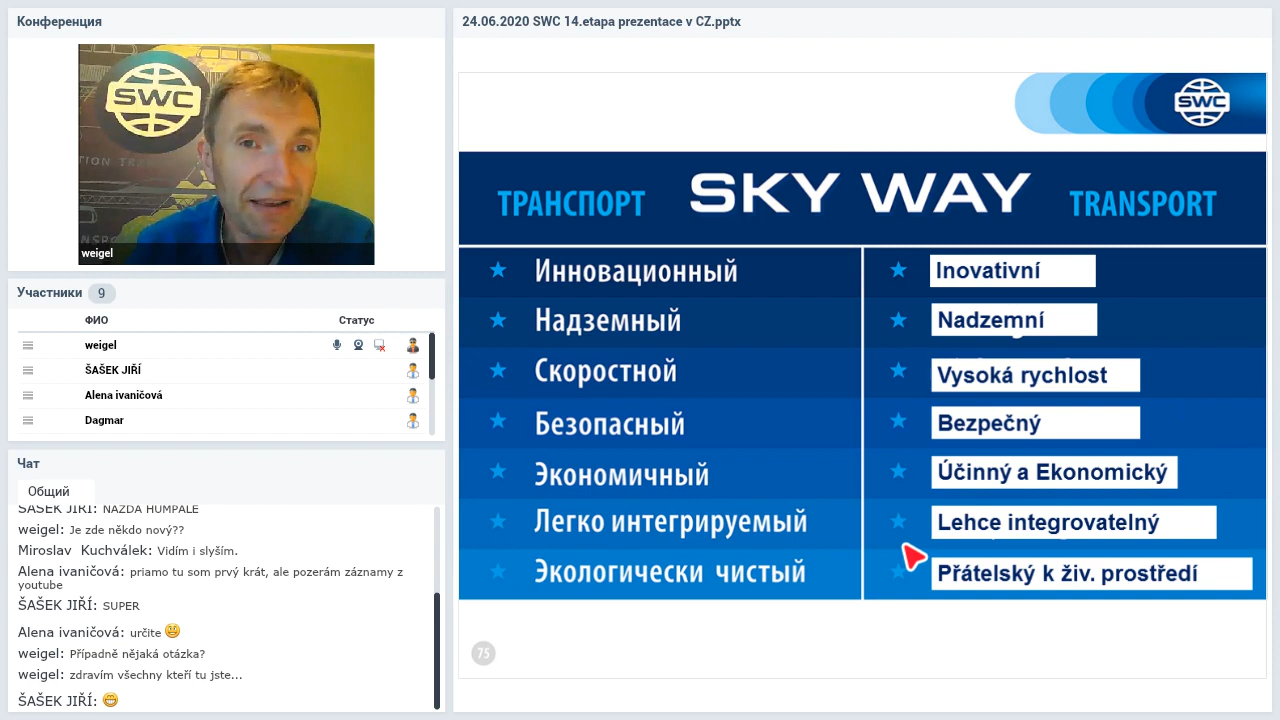 Конференция
SWC
weigel
Участники 9
ФИО Статус
weigel
ŠAŠEK JIŘÍ
Alena ivaničová
Dagmar
Чат
Общий
ŠAŠEK JIŘÍ: NAZDA HUMPALE
weigel: Je zde někdo nový??
Miroslav Kuchválek: Vidím i slyším.
Alena ivaničová: priamo tu som prvý krát, ale pozerám záznamy z
youtube
ŠAŠEK JIŘÍ: SUPER
Alena ivaničová: určite
weigel: Případně nějaká otázka?
weigel: zdravím všechny kteří tu jste...
ŠAŠEK JIŘÍ:
24.06.2020 SWC 14.etapa prezentace v CZ.pptx
SWC
ТРАНСПОРТ SKY WAY TRANSPORT
Инновационный Inovativní
Надземный Nadzemní
Скоростной Vysoká rychlost
Безопасный Bezpečný
Экономичный Účinný a Ekonomický
Легко интегрируемый Lehce integrovatelný
Экологически чистый Přátelský k živ. prostředí
75